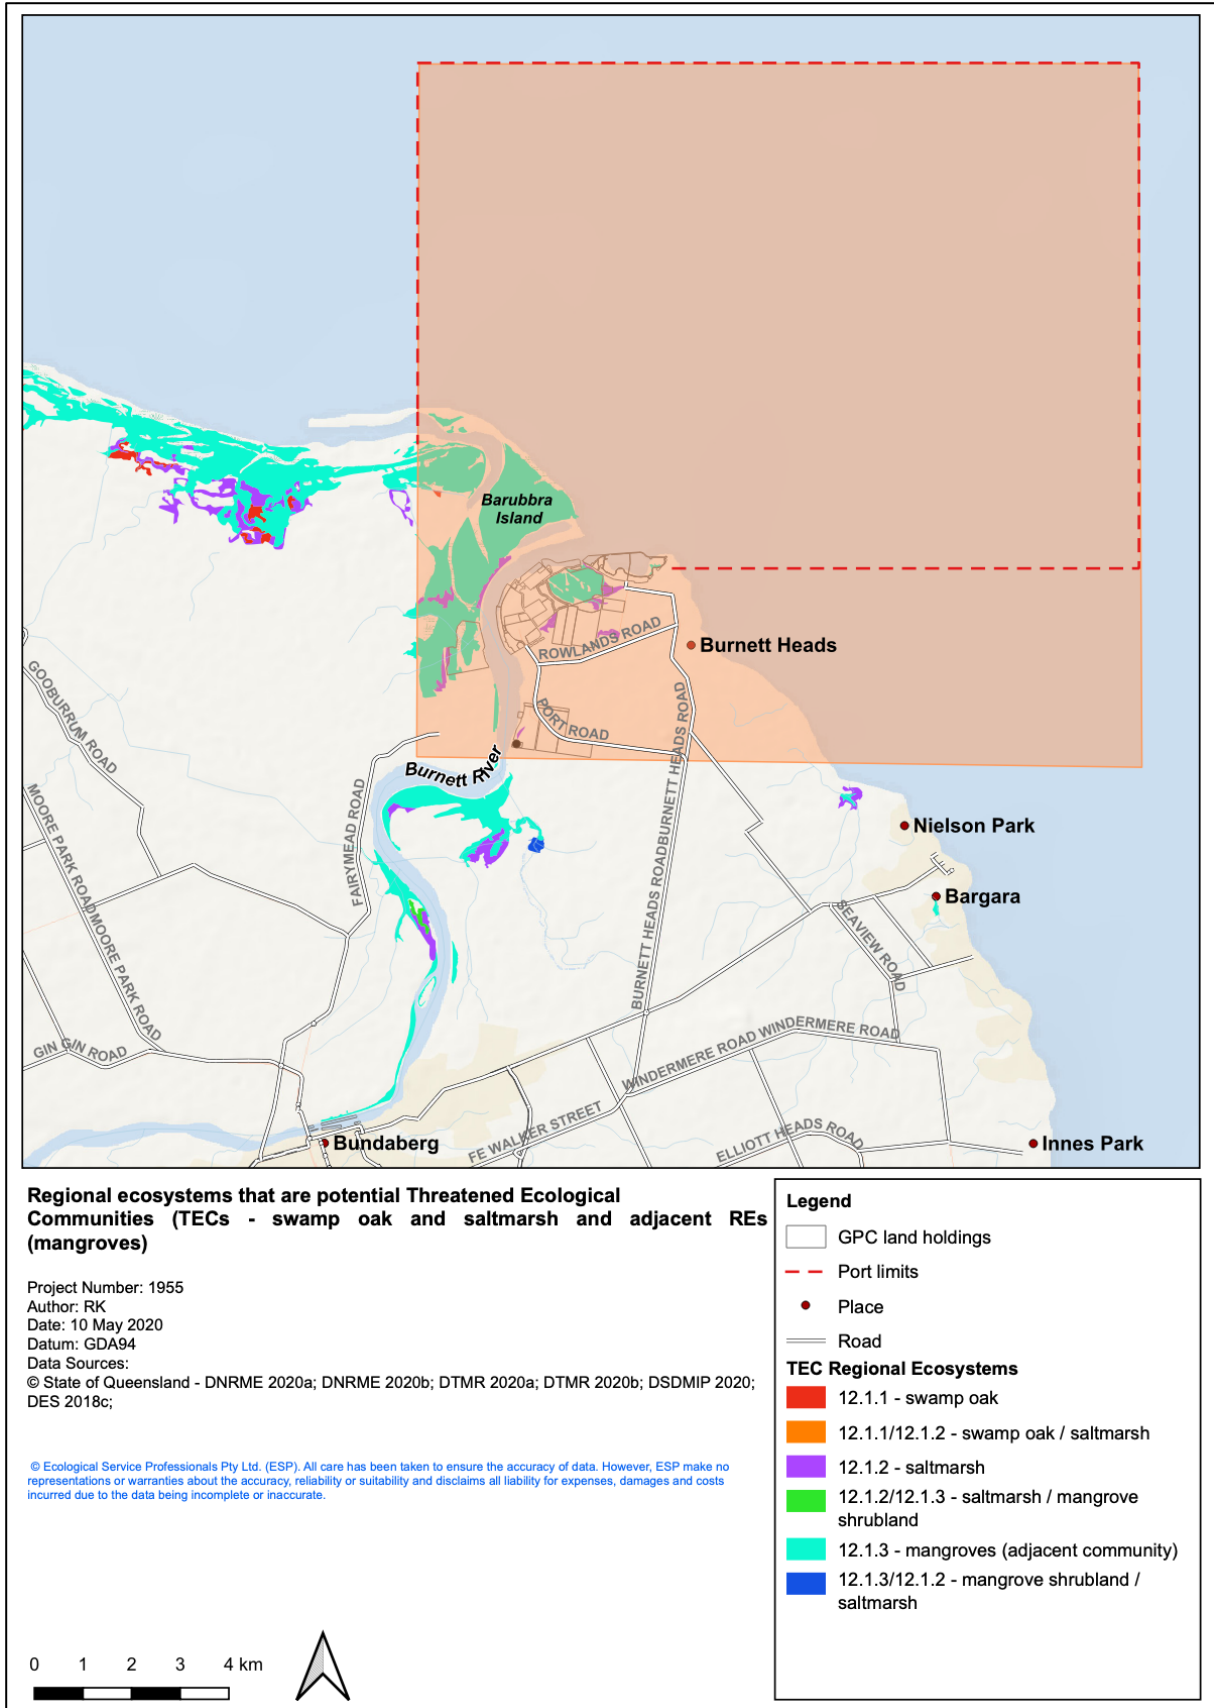 Barubbra
Island
Burnett Heads
ROWLANDS ROAD
PORT ROAD
Burnett River
GOOBURRUM ROAD
MOORE PARK ROADMOORE PARK ROAD
FAIRYMEAD ROAD
BURNETT HEADS ROADBURNETT HEADS ROAD
Nielson Park
Bargara
SEAVIEW ROAD
GIN GIN ROAD
WINDERMERE ROAD WINDERMERE ROAD
FE WALKER STREET
ELLIOTT HEADS ROAD
Bundaberg
Innes Park
Regional ecosystems that are potential Threatened Ecological
Communities (TECs - swamp oak and saltmarsh and adjacent REs
(mangroves)
Project Number: 1955
Author: RK
Date: 10 May 2020
Datum: GDA94
Data Sources:
© State of Queensland - DNRME 2020a; DNRME 2020b; DTMR 2020a; DTMR 2020b; DSDMIP 2020;
DES 2018c;
© Ecological Service Professionals Pty Ltd. (ESP). All care has been taken to ensure the accuracy of data. However, ESP make no
representations or warranties about the accuracy, reliability or suitability and disclaims all liability for expenses, damages and costs
incurred due to the data being incomplete or inaccurate.
0 1 2 3 4 km
Legend
GPC land holdings
Port limits
Place
Road
TEC Regional Ecosystems
12.1.1 - swamp oak
12.1.1/12.1.2 - swamp oak / saltmarsh
12.1.2 - saltmarsh
12.1.2/12.1.3 - saltmarsh / mangrove
shrubland
12.1.3 - mangroves (adjacent community)
12.1.3/12.1.2 - mangrove shrubland /
saltmarsh